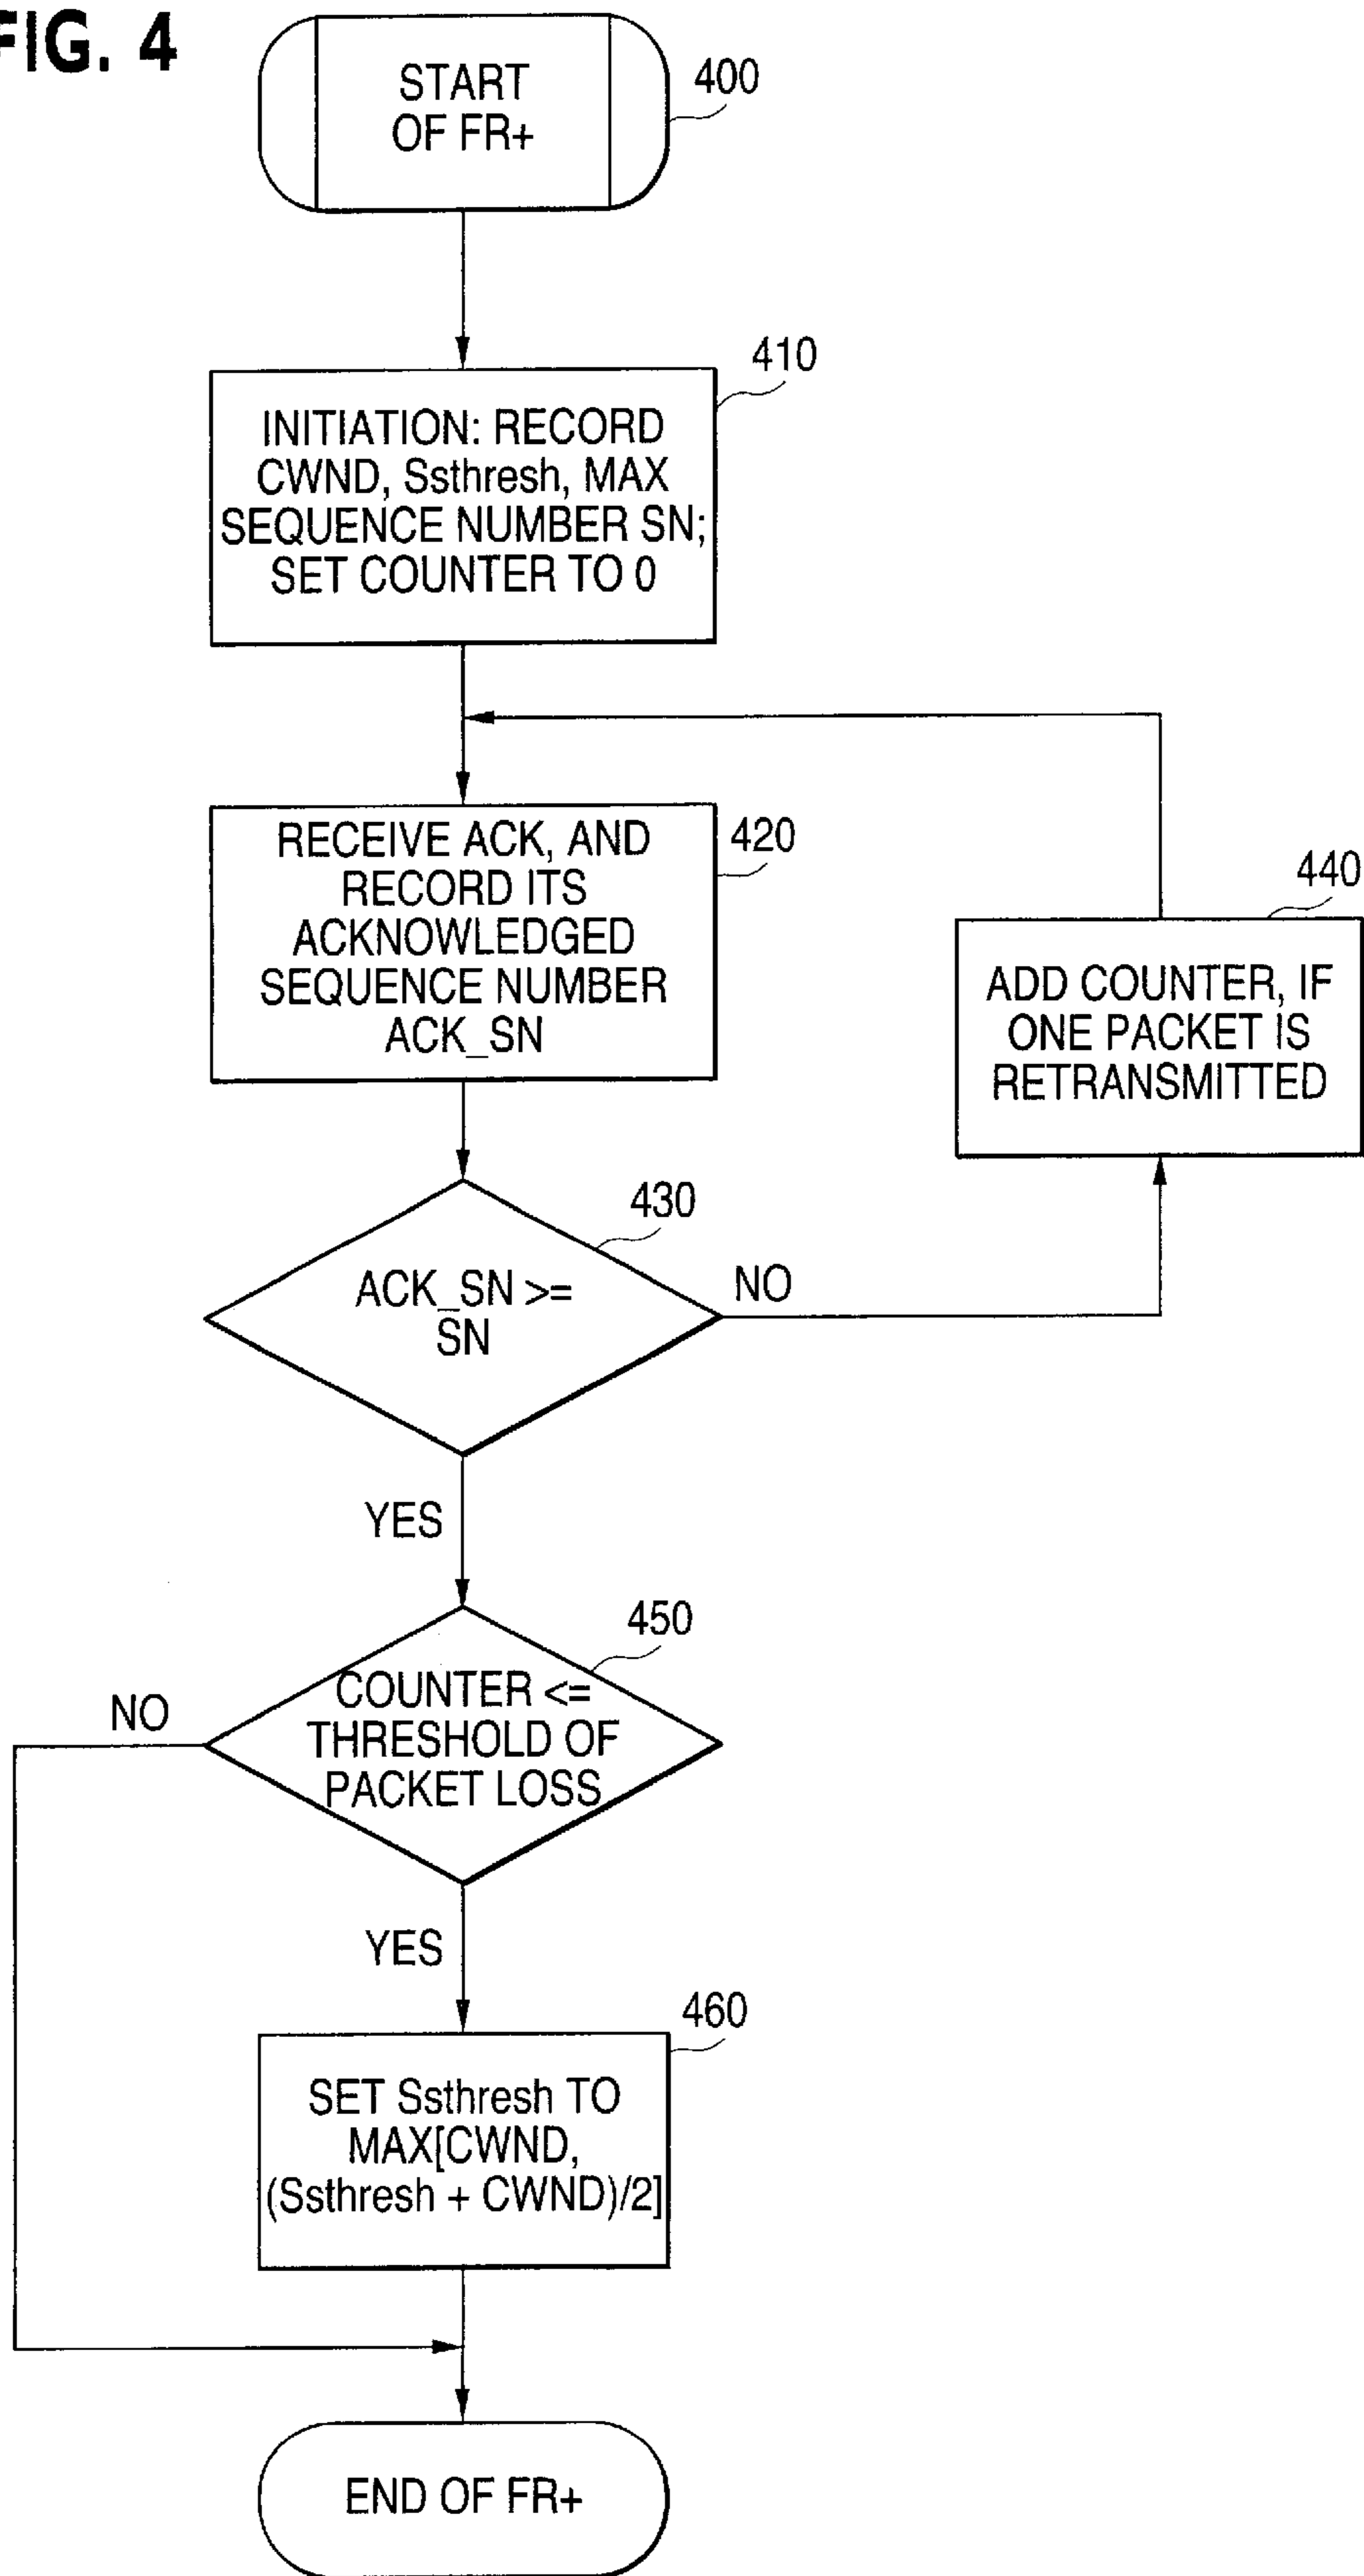 FIG. 4
START
OF FR+
400
410
INITIATION: RECORD
CWND, Ssthresh, MAX
SEQUENCE NUMBER SN;
SET COUNTER TO 0
RECEIVE ACK, AND
RECORD ITS
ACKNOWLEDGED
SEQUENCE NUMBER
ACK_SN
420
440
ADD COUNTER, IF
ONE PACKET IS
RETRANSMITTED
430
ACK_SN >=
SN
NO
YES
450
COUNTER <=
THRESHOLD OF
PACKET LOSS
NO
YES
460
SET Ssthresh TO
MAX[CWND,
(Ssthresh + CWND)/2]
END OF FR+